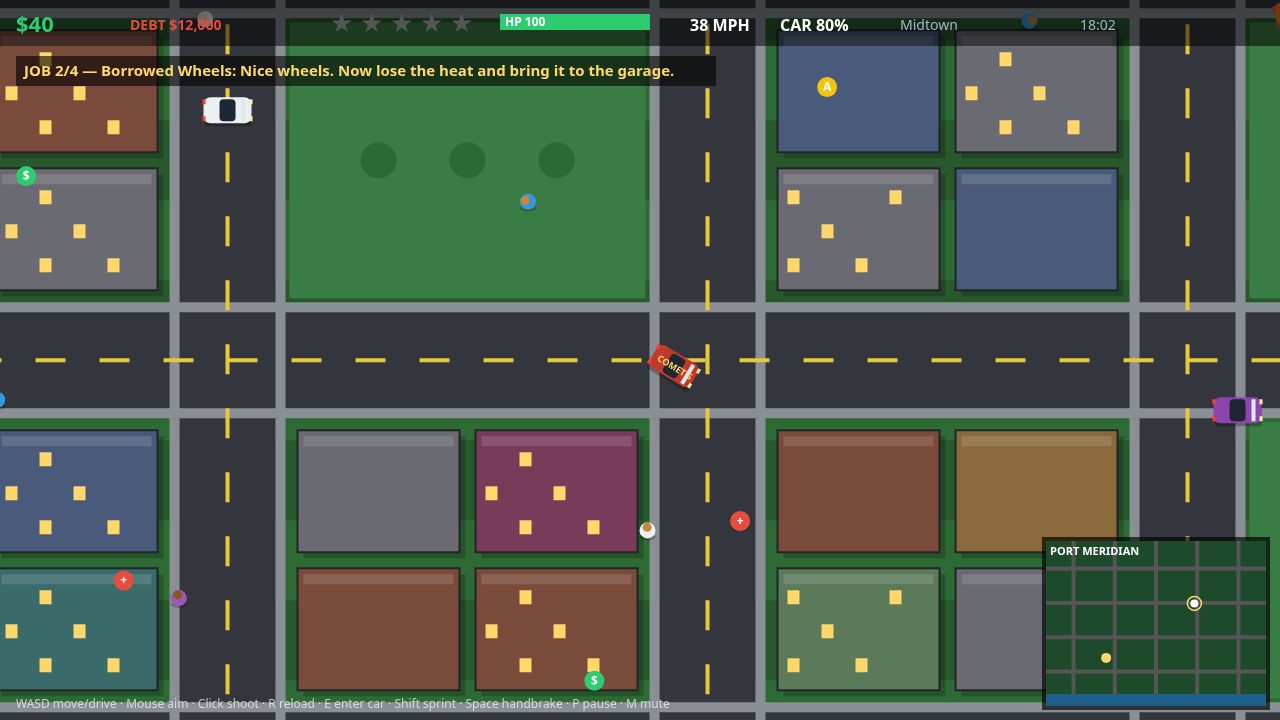 $40 DEBT $12,000 ★★★★★ HP 100 38 MPH CAR 80% Midtown 18:02
JOB 2/4 — Borrowed Wheels: Nice wheels. Now lose the heat and bring it to the garage.
A
$
COMET
+
+
PORT MERIDIAN
$
WASD move/drive · Mouse aim · Click shoot · R reload · E enter car · Shift sprint · Space handbrake · P pause · M mute